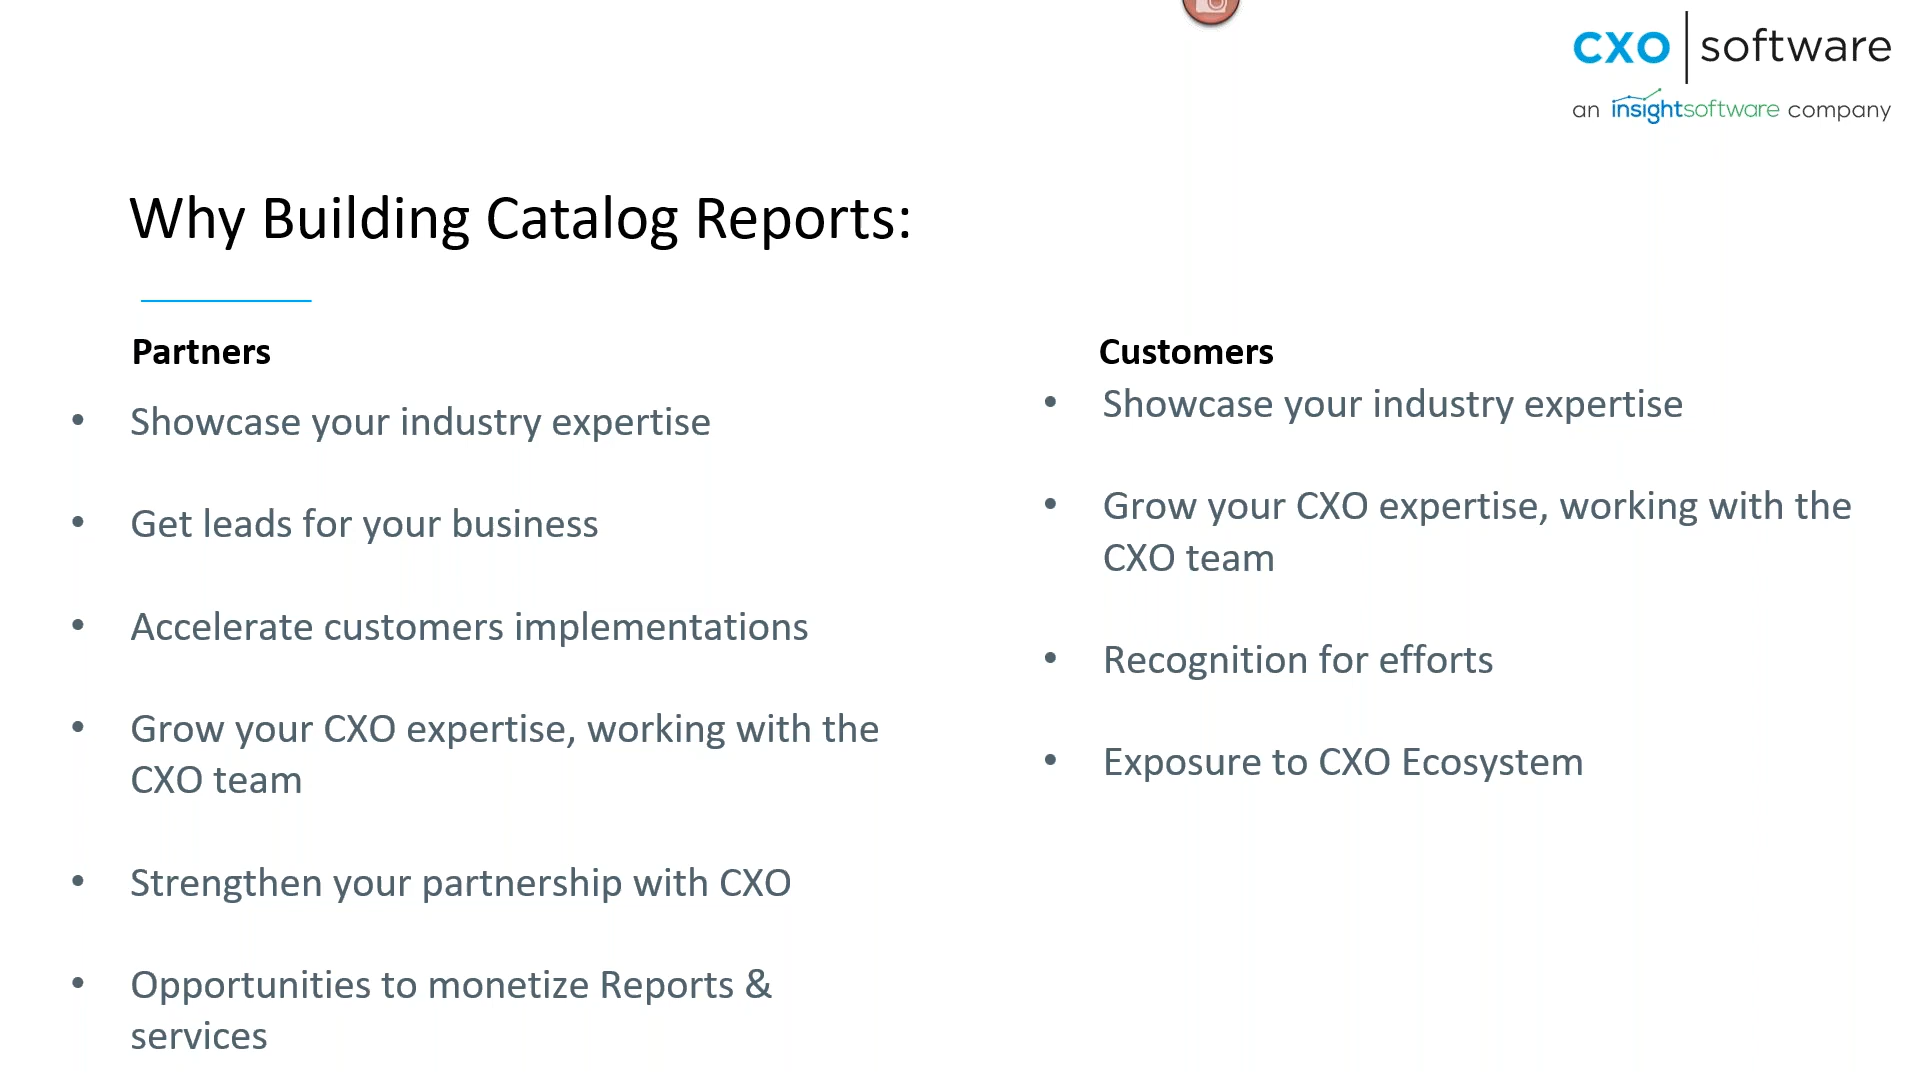 cxo software
an insightsoftware company
Why Building Catalog Reports:
Partners
• Showcase your industry expertise
• Get leads for your business
• Accelerate customers implementations
• Grow your CXO expertise, working with the
CXO team
• Strengthen your partnership with CXO
• Opportunities to monetize Reports &
services
Customers
• Showcase your industry expertise
• Grow your CXO expertise, working with the
CXO team
• Recognition for efforts
• Exposure to CXO Ecosystem